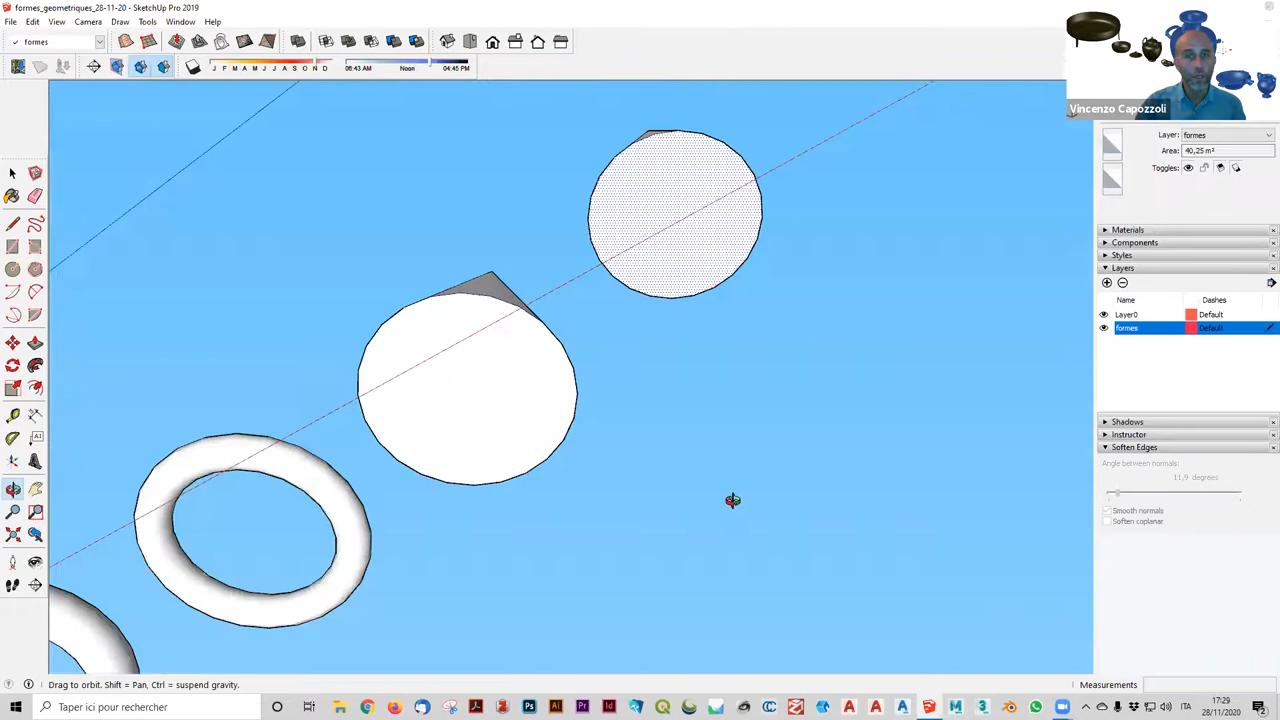 formes_geometriques_28-11-20 - SketchUp Pro 2019
File Edit View Camera Draw Tools Window Help
formes
J F M A M J J A S O N D
06:43 AM Noon 04:45 PM
Vincenzo Capozzoli
Layer: formes
Area: 40,25 m²
Toggles:
Materials
Components
Styles
Layers
Name Dashes
Layer0 Default
formes Default
Shadows
Instructor
Soften Edges
Angle between normals:
11,9 degrees
Smooth normals
Soften coplanar
Drag to orbit. Shift = Pan, Ctrl = suspend gravity.
Measurements
Taper ici pour rechercher
ITA
17:29
28/11/2020